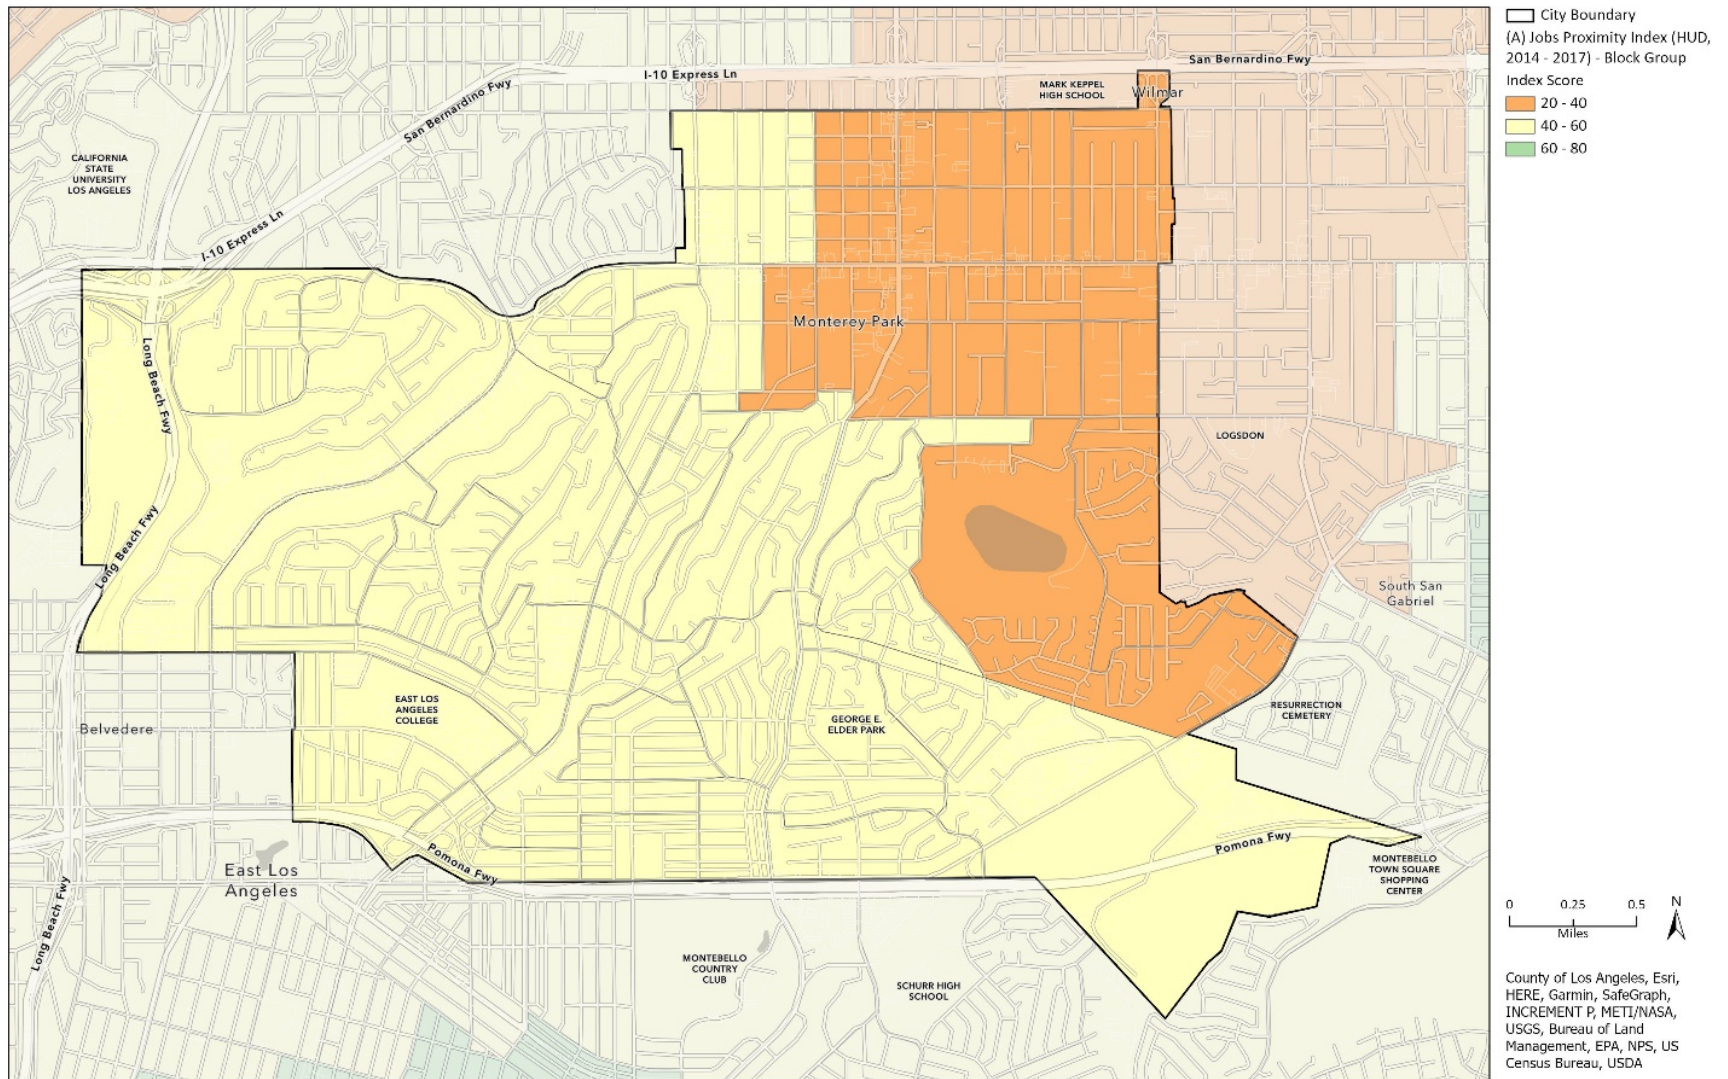 City Boundary
(A) Jobs Proximity Index (HUD,
2014 - 2017) - Block Group
Index Score
20 - 40
40 - 60
60 - 80
San Bernardino Fwy
I-10 Express Ln
MARK KEPPEL
HIGH SCHOOL
Wilmar
San Bernardino Fwy
CALIFORNIA
STATE
UNIVERSITY
LOS ANGELES
I-10 Express Ln
Monterey Park
Long Beach Fwy
LOGSDON
Long Beach Fwy
South San
Gabriel
EAST LOS
ANGELES
COLLEGE
GEORGE E.
ELDER PARK
RESURRECTION
CEMETERY
Belvedere
Pomona Fwy
Pomona Fwy
East Los
Angeles
MONTEBELLO
TOWN SQUARE
SHOPPING
CENTER
Long Beach Fwy
MONTEBELLO
COUNTRY
CLUB
SCHURR HIGH
SCHOOL
0 0.25 0.5
Miles
N
County of Los Angeles, Esri,
HERE, Garmin, SafeGraph,
INCREMENT P, METI/NASA,
USGS, Bureau of Land
Management, EPA, NPS, US
Census Bureau, USDA